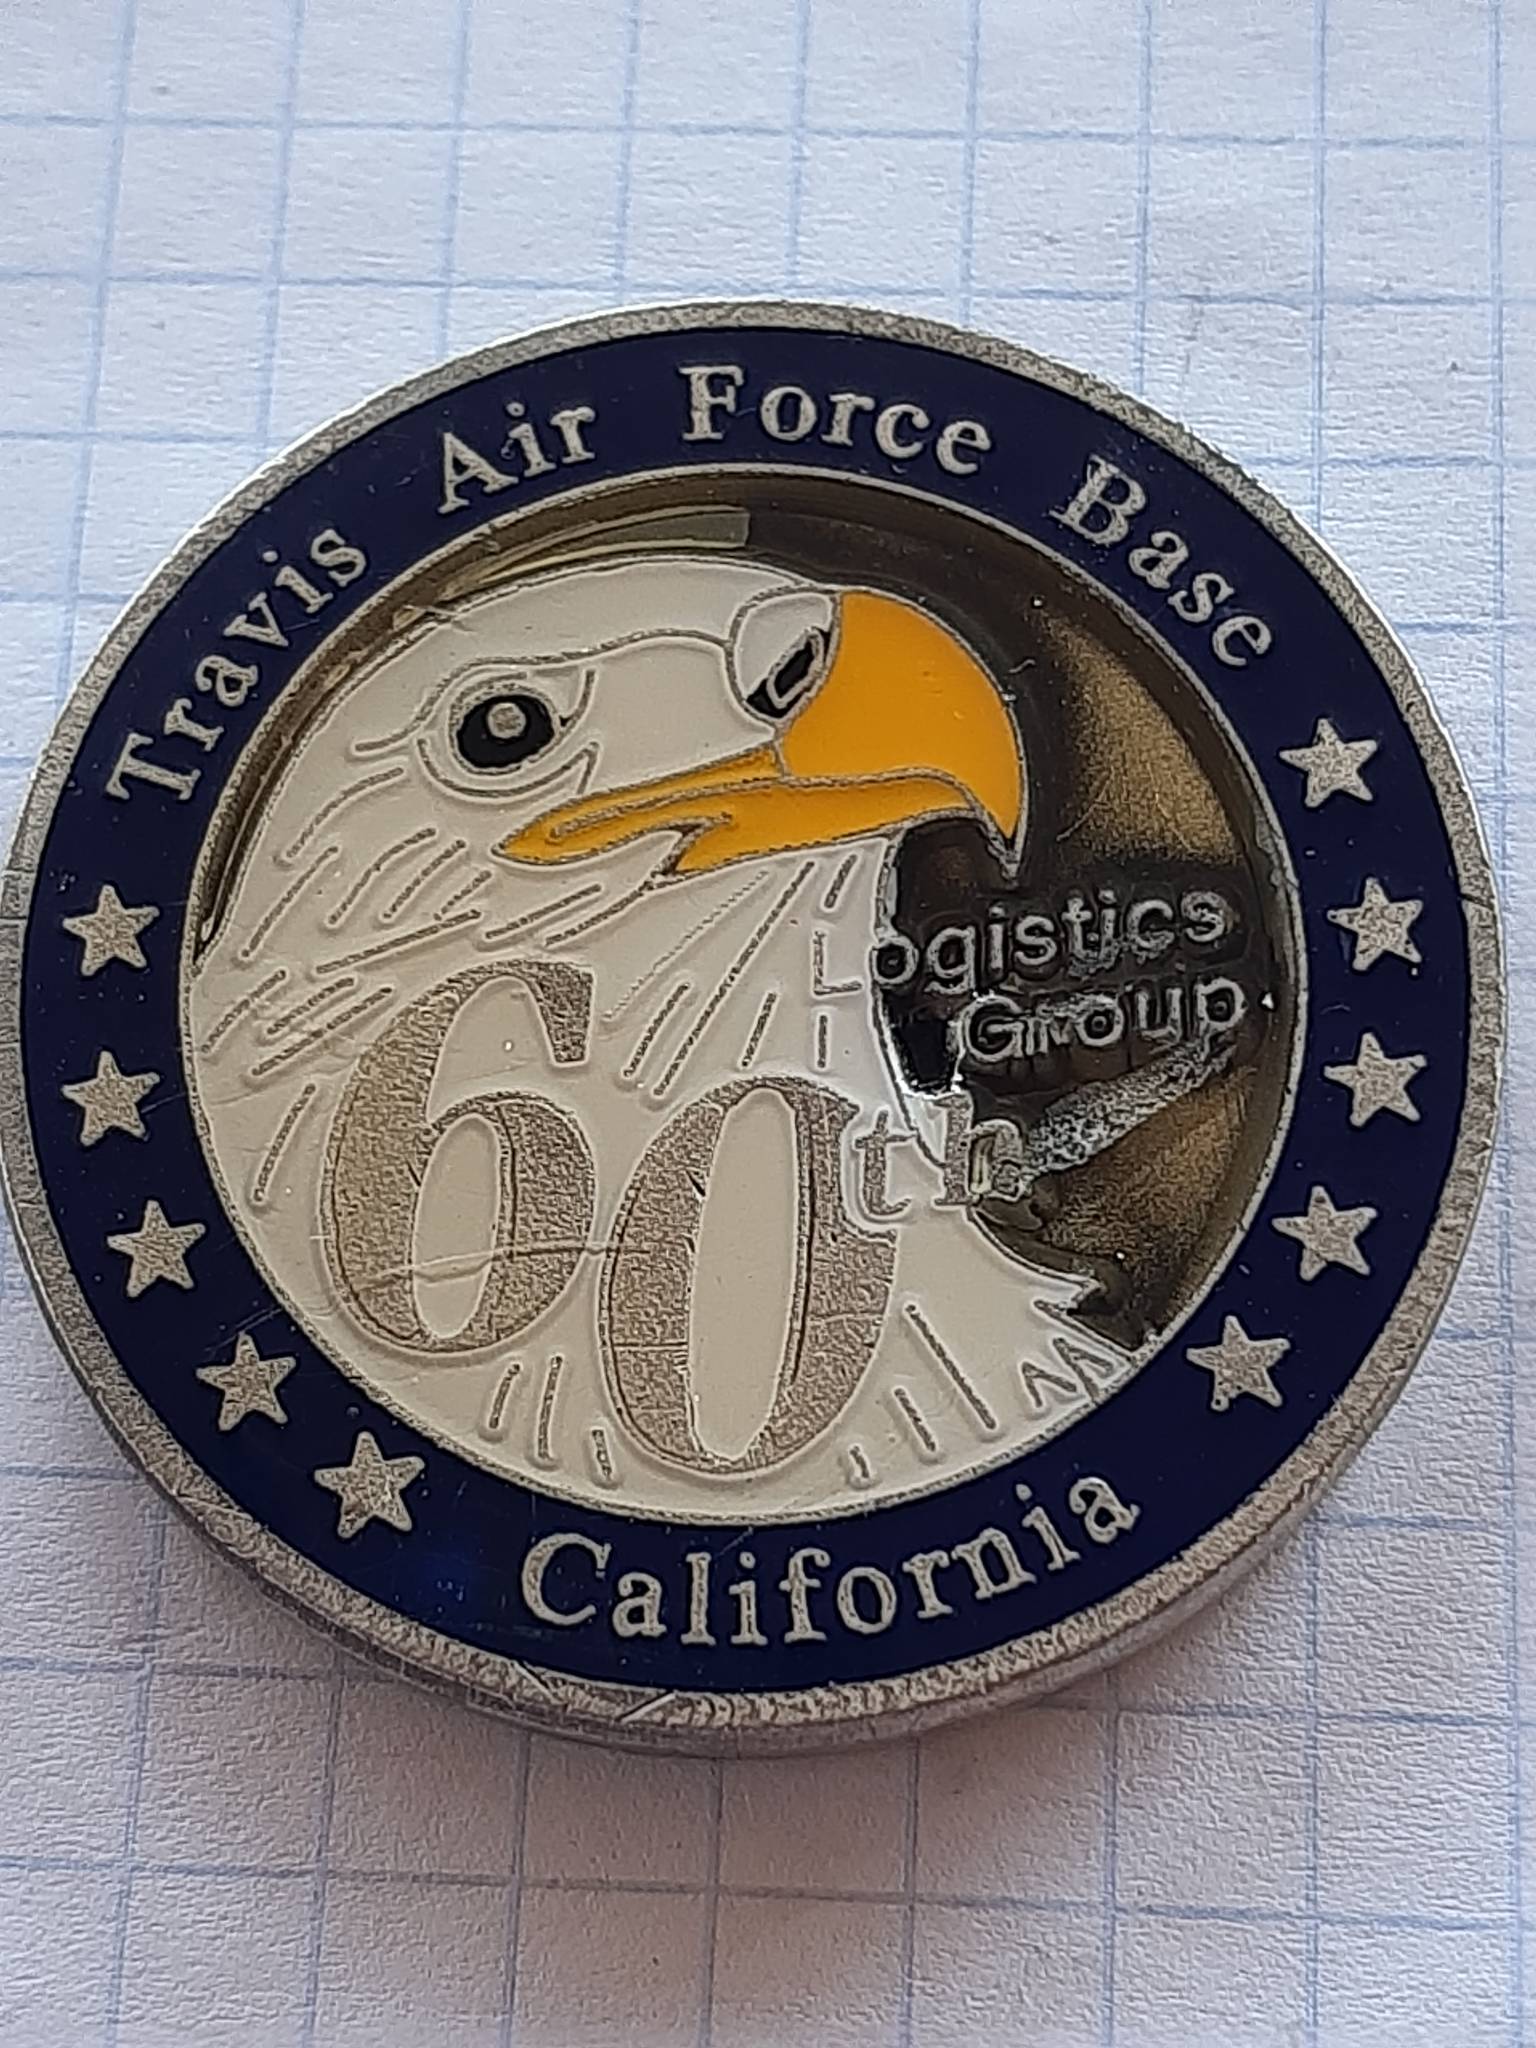 Travis Air Force Base
Logistics
Group
60th
California